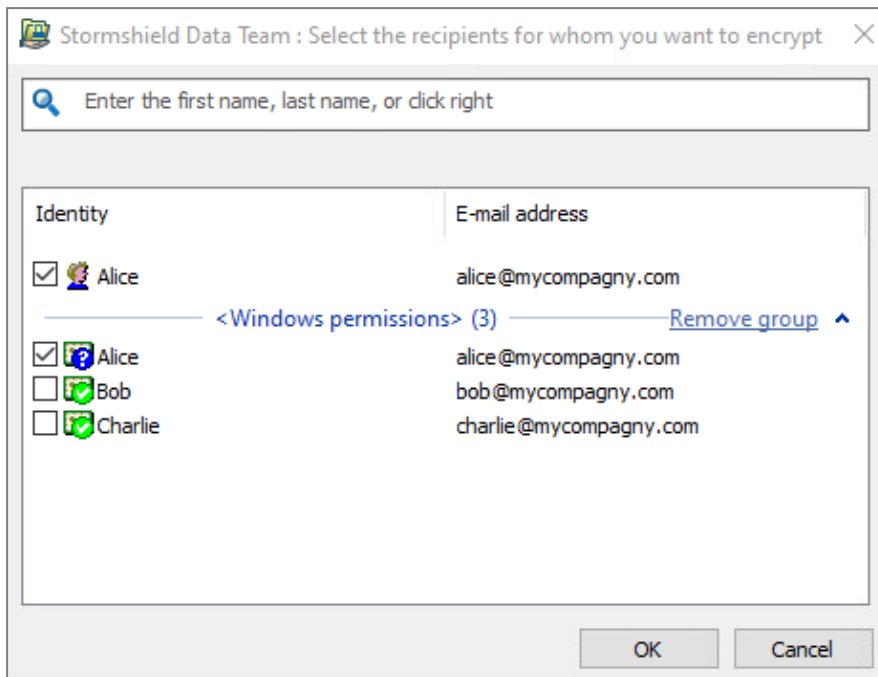 Stormshield Data Team : Select the recipients for whom you want to encrypt
Enter the first name, last name, or click right
Identity E-mail address
Alice alice@mycompagny.com
<Windows permissions> (3) Remove group
Alice alice@mycompagny.com
Bob bob@mycompagny.com
Charlie charlie@mycompagny.com
OK Cancel